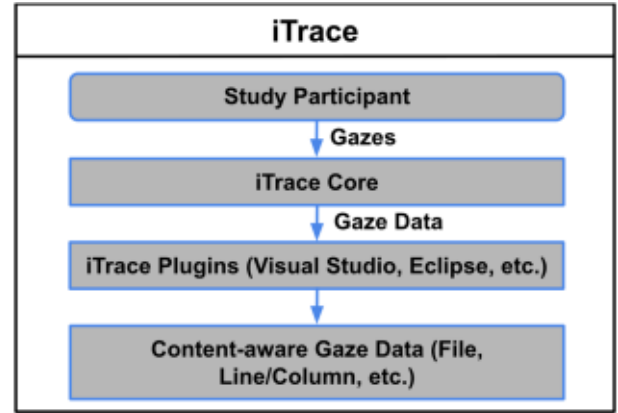 iTrace
Study Participant
Gazes
iTrace Core
Gaze Data
iTrace Plugins (Visual Studio, Eclipse, etc.)
Content-aware Gaze Data (File,
Line/Column, etc.)